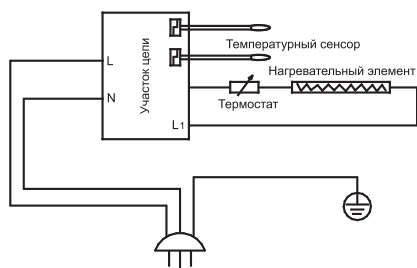 Температурный сенсор
Нагревательный элемент
L
Участок цепи
Термостат
N
L1